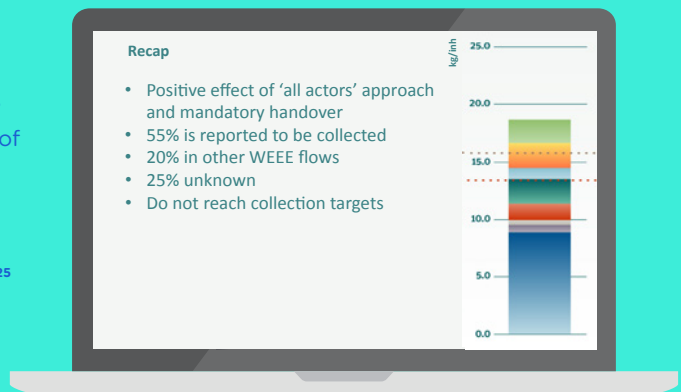 of
25
Recap
• Positive effect of ‘all actors’ approach
and mandatory handover
• 55% is reported to be collected
• 20% in other WEEE flows
• 25% unknown
• Do not reach collection targets
kg/inh
25.0
20.0
15.0
10.0
5.0
0.0